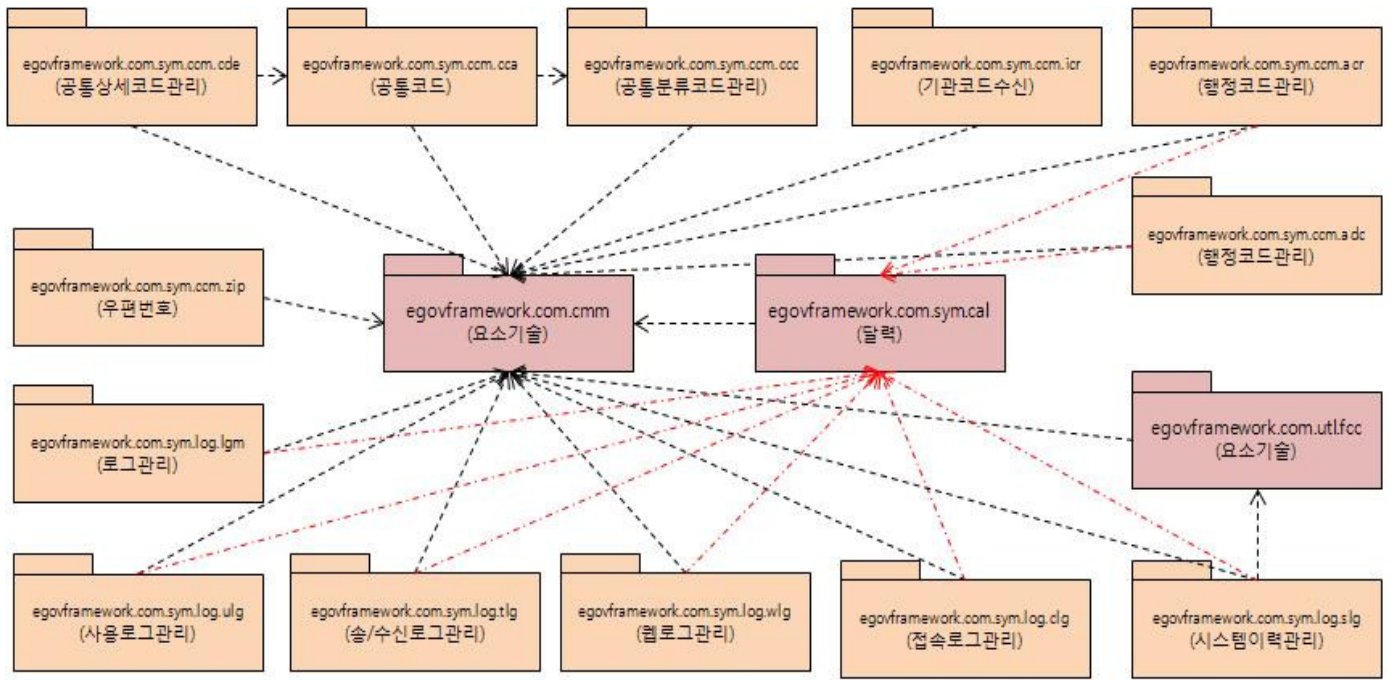 egovframework.com.sym.ccm.cde
(공통상세코드관리)
egovframework.com.sym.ccm.cca
(공통코드)
egovframework.com.sym.ccm.ccc
(공통분류코드관리)
egovframework.com.sym.ccm.icr
(기관코드수신)
egovframework.com.sym.ccm.acr
(행정코드관리)
egovframework.com.sym.ccm.adc
(행정코드관리)
egovframework.com.sym.ccm.zip
(우편번호)
egovframework.com.cmm
(요소기술)
egovframework.com.sym.cal
(달력)
egovframework.com.utl.fcc
(요소기술)
egovframework.com.sym.log.lgm
(로그관리)
egovframework.com.sym.log.ulg
(사용로그관리)
egovframework.com.sym.log.tlg
(송/수신로그관리)
egovframework.com.sym.log.wlg
(웹로그관리)
egovframework.com.sym.log.clg
(접속로그관리)
egovframework.com.sym.log.slg
(시스템이력관리)